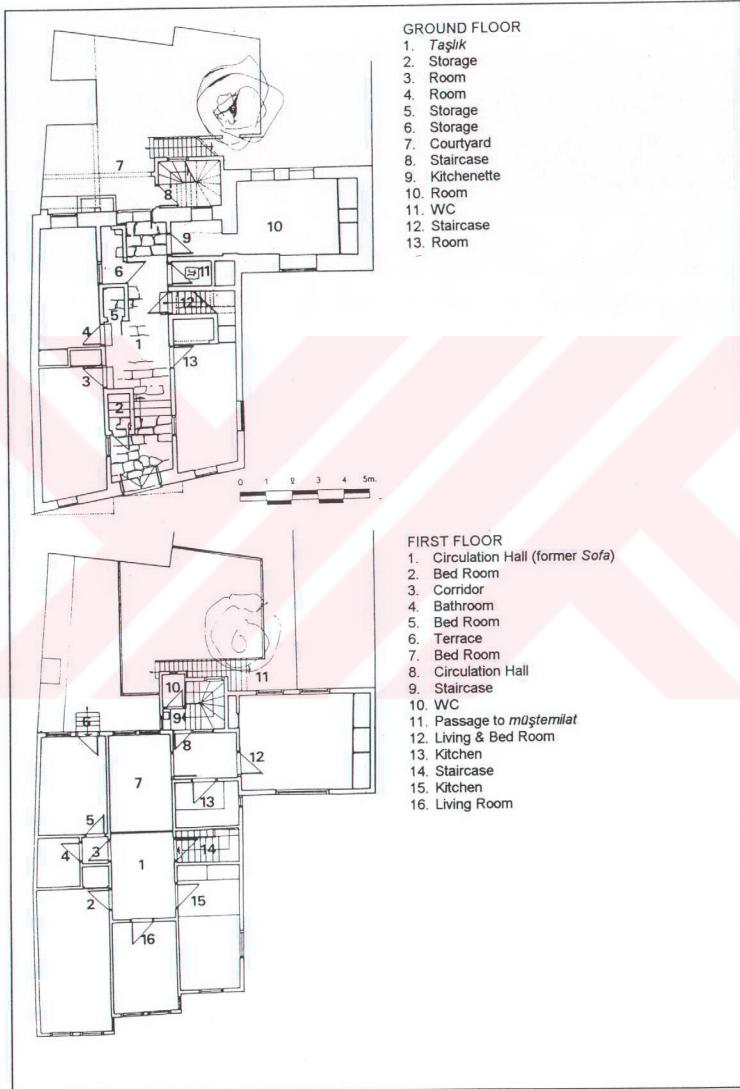 GROUND FLOOR
1. Taşlık
2. Storage
3. Room
4. Room
5. Storage
6. Storage
7. Courtyard
8. Staircase
9. Kitchenette
10. Room
11. WC
12. Staircase
13. Room
7
8
9
10
6
11
5
12
4
1
13
3
2
0 1 2 3 4 5m.
FIRST FLOOR
1. Circulation Hall (former Sofa)
2. Bed Room
3. Corridor
4. Bathroom
5. Bed Room
6. Terrace
7. Bed Room
8. Circulation Hall
9. Staircase
10. WC
11. Passage to müştemilat
12. Living & Bed Room
13. Kitchen
14. Staircase
15. Kitchen
16. Living Room
11
10
9
6
8
12
7
13
5
4
3
1
14
2
15
16